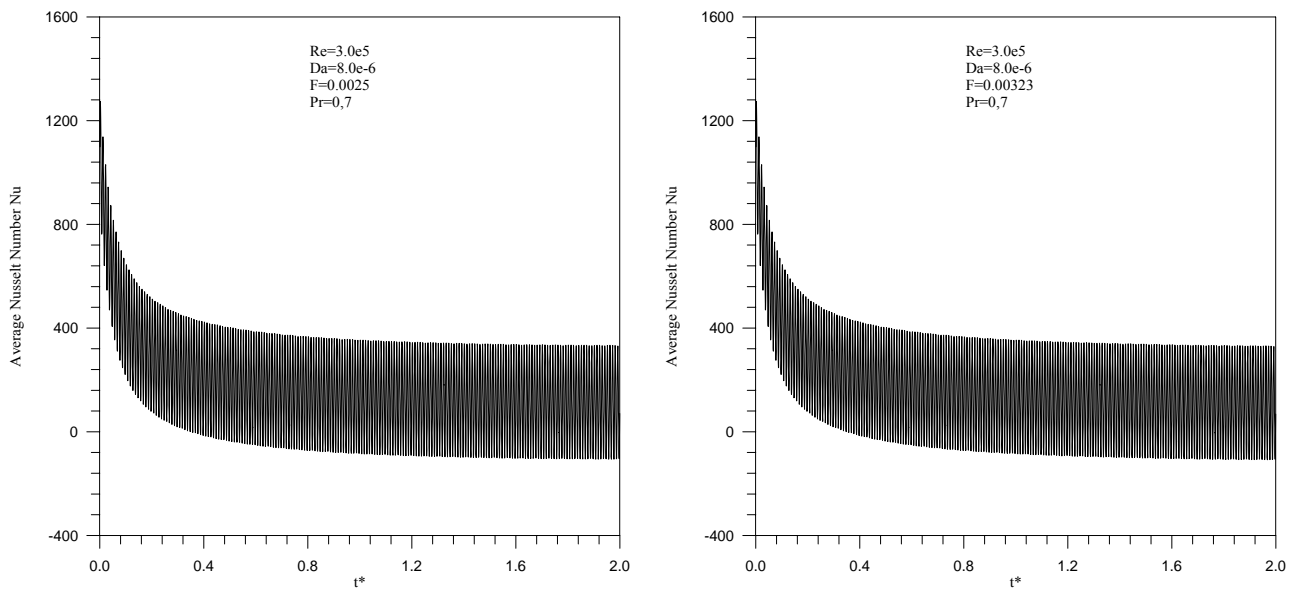 1600
1200
800
400
0
-400
Average Nusselt Number Nu
Re=3.0e5
Da=8.0e-6
F=0.0025
Pr=0,7
0.0
0.4
0.8
1.2
1.6
2.0
t*
1600
1200
800
400
0
-400
Average Nusselt Number Nu
Re=3.0e5
Da=8.0e-6
F=0.00323
Pr=0,7
0.0
0.4
0.8
1.2
1.6
2.0
t*